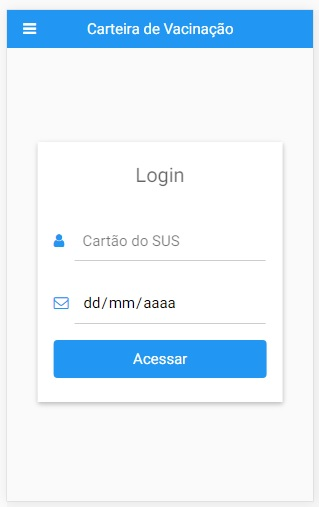 Carteira de Vacinação
Login
Cartão do SUS
dd/mm/aaaa
Acessar